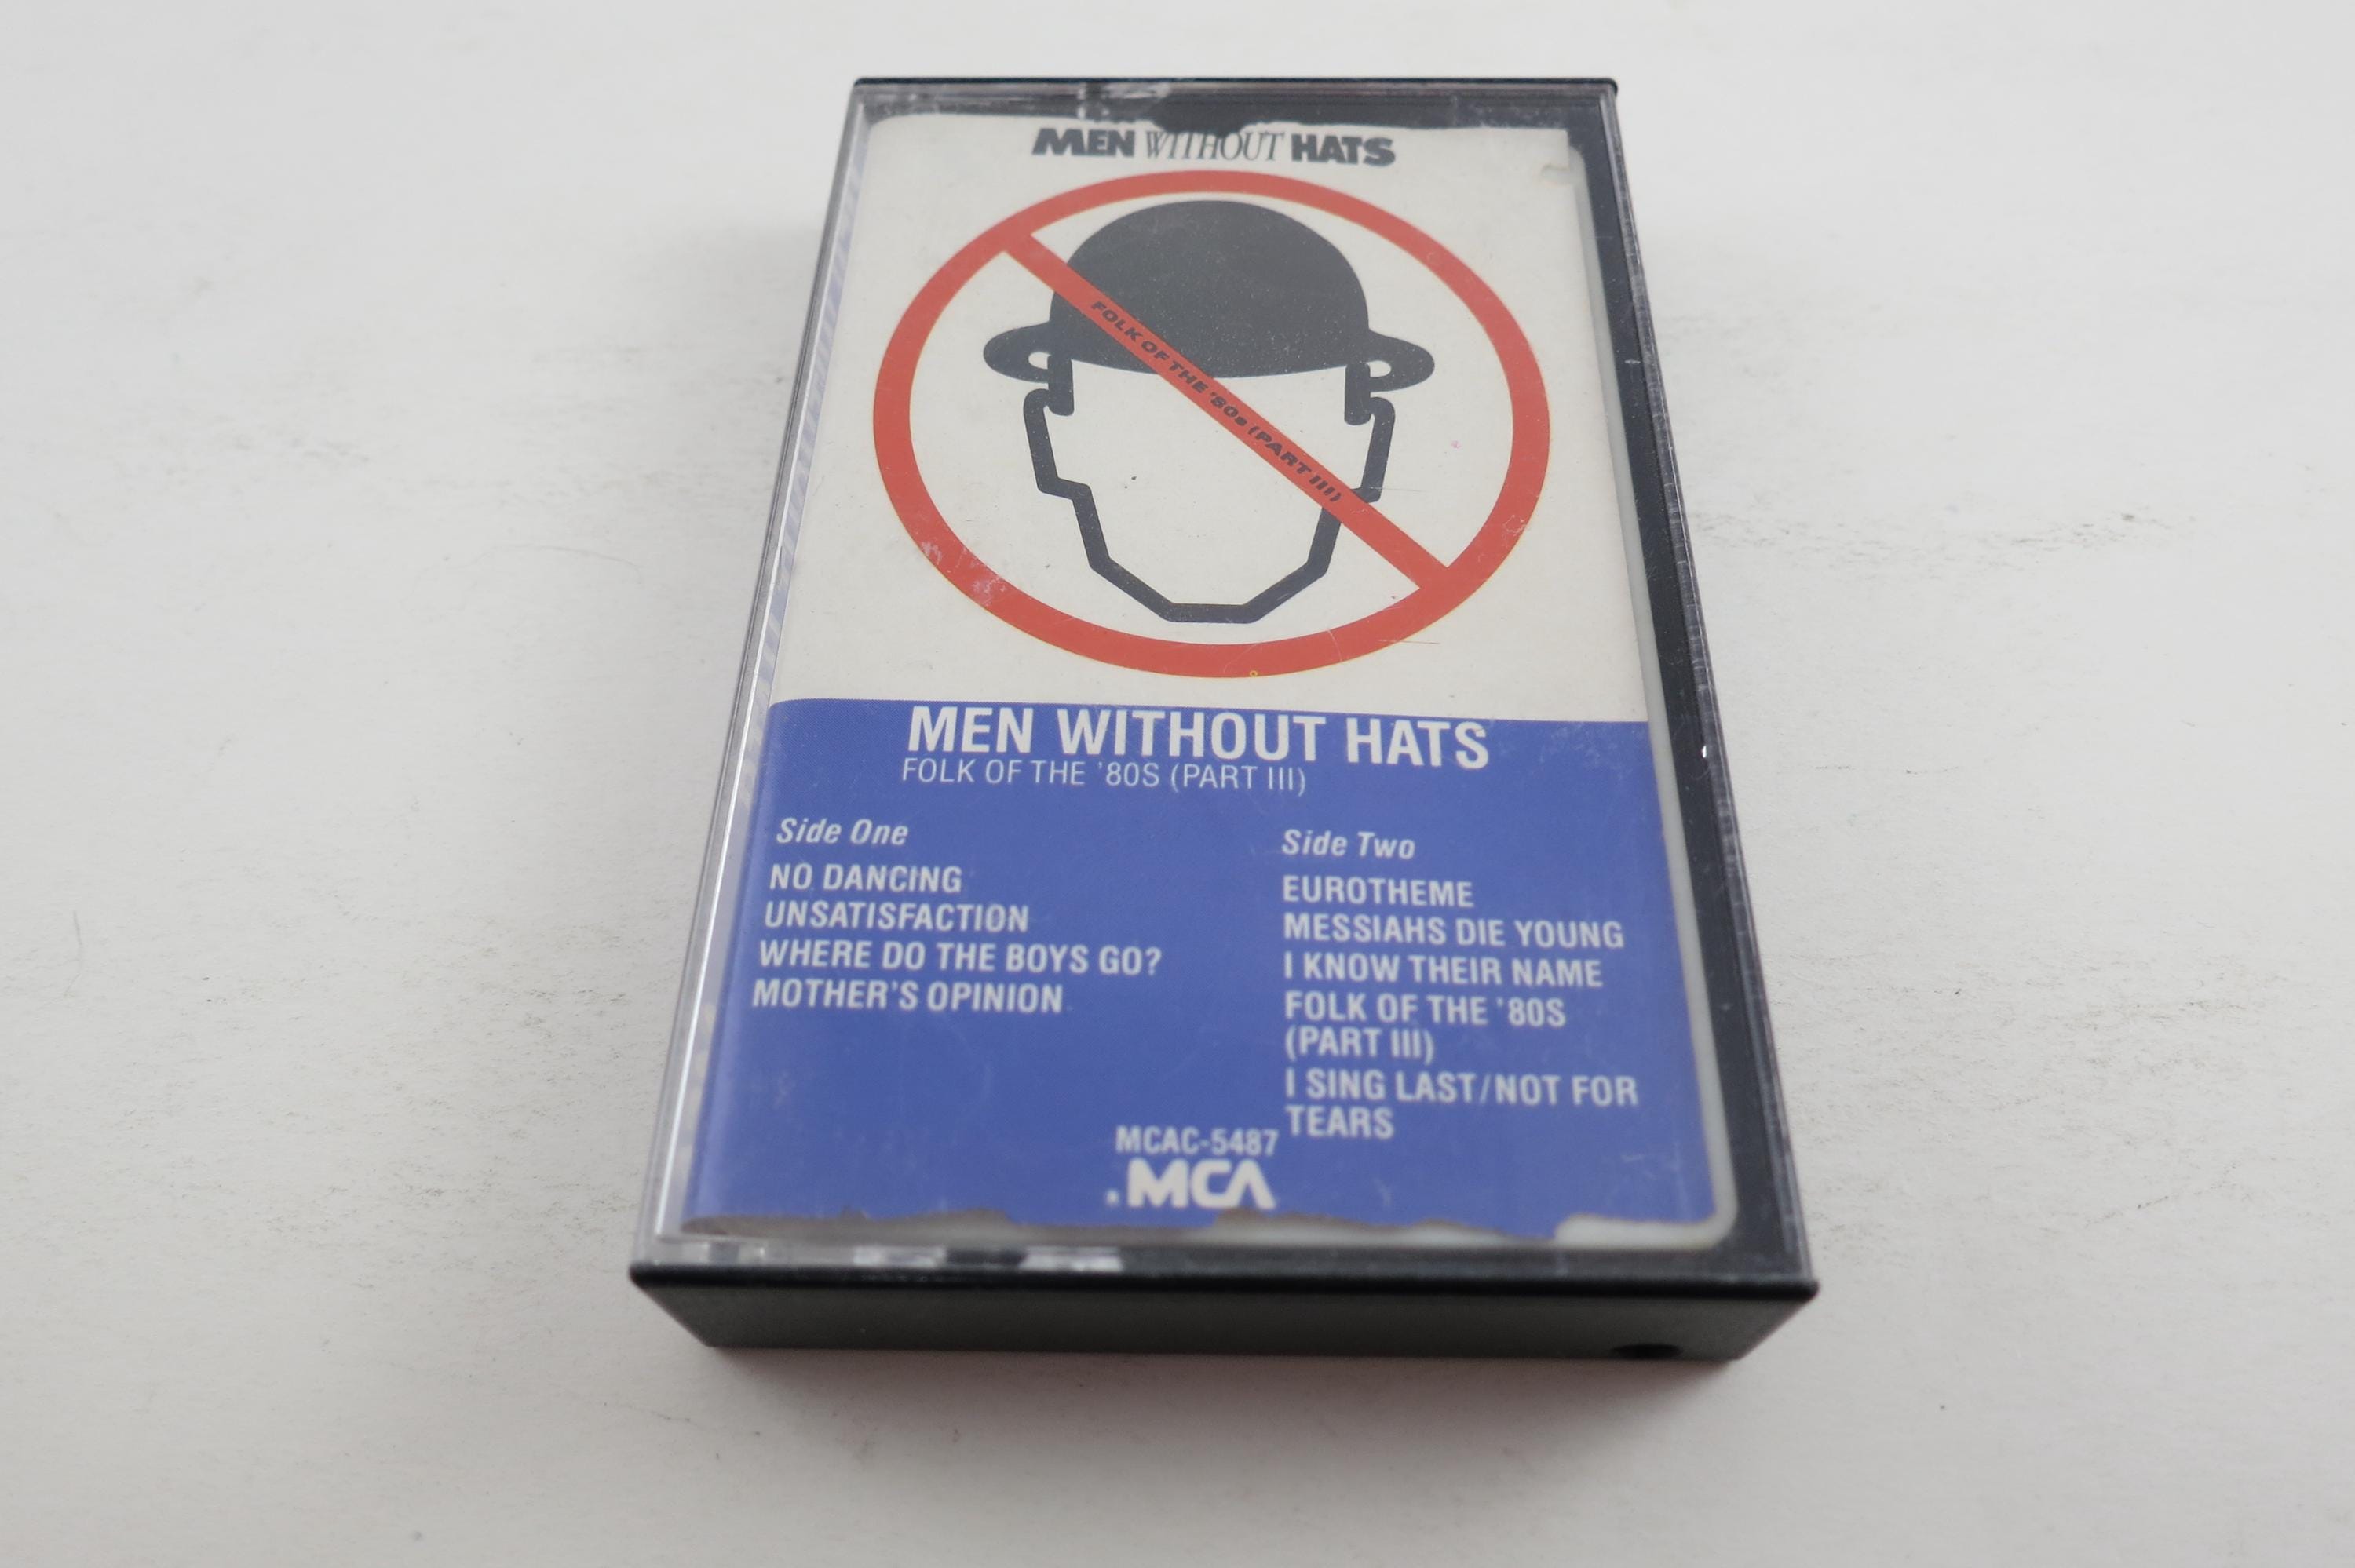 MEN WITHOUT HATS
FOLK OF THE '80s (PART III)
MEN WITHOUT HATS
FOLK OF THE '80S (PART III)
Side One
NO DANCING
UNSATISFACTION
WHERE DO THE BOYS GO?
MOTHER'S OPINION
Side Two
EUROTHEME
MESSIAHS DIE YOUNG
I KNOW THEIR NAME
FOLK OF THE '80S
(PART III)
I SING LAST/NOT FOR
TEARS
MCAC-5487
MCA